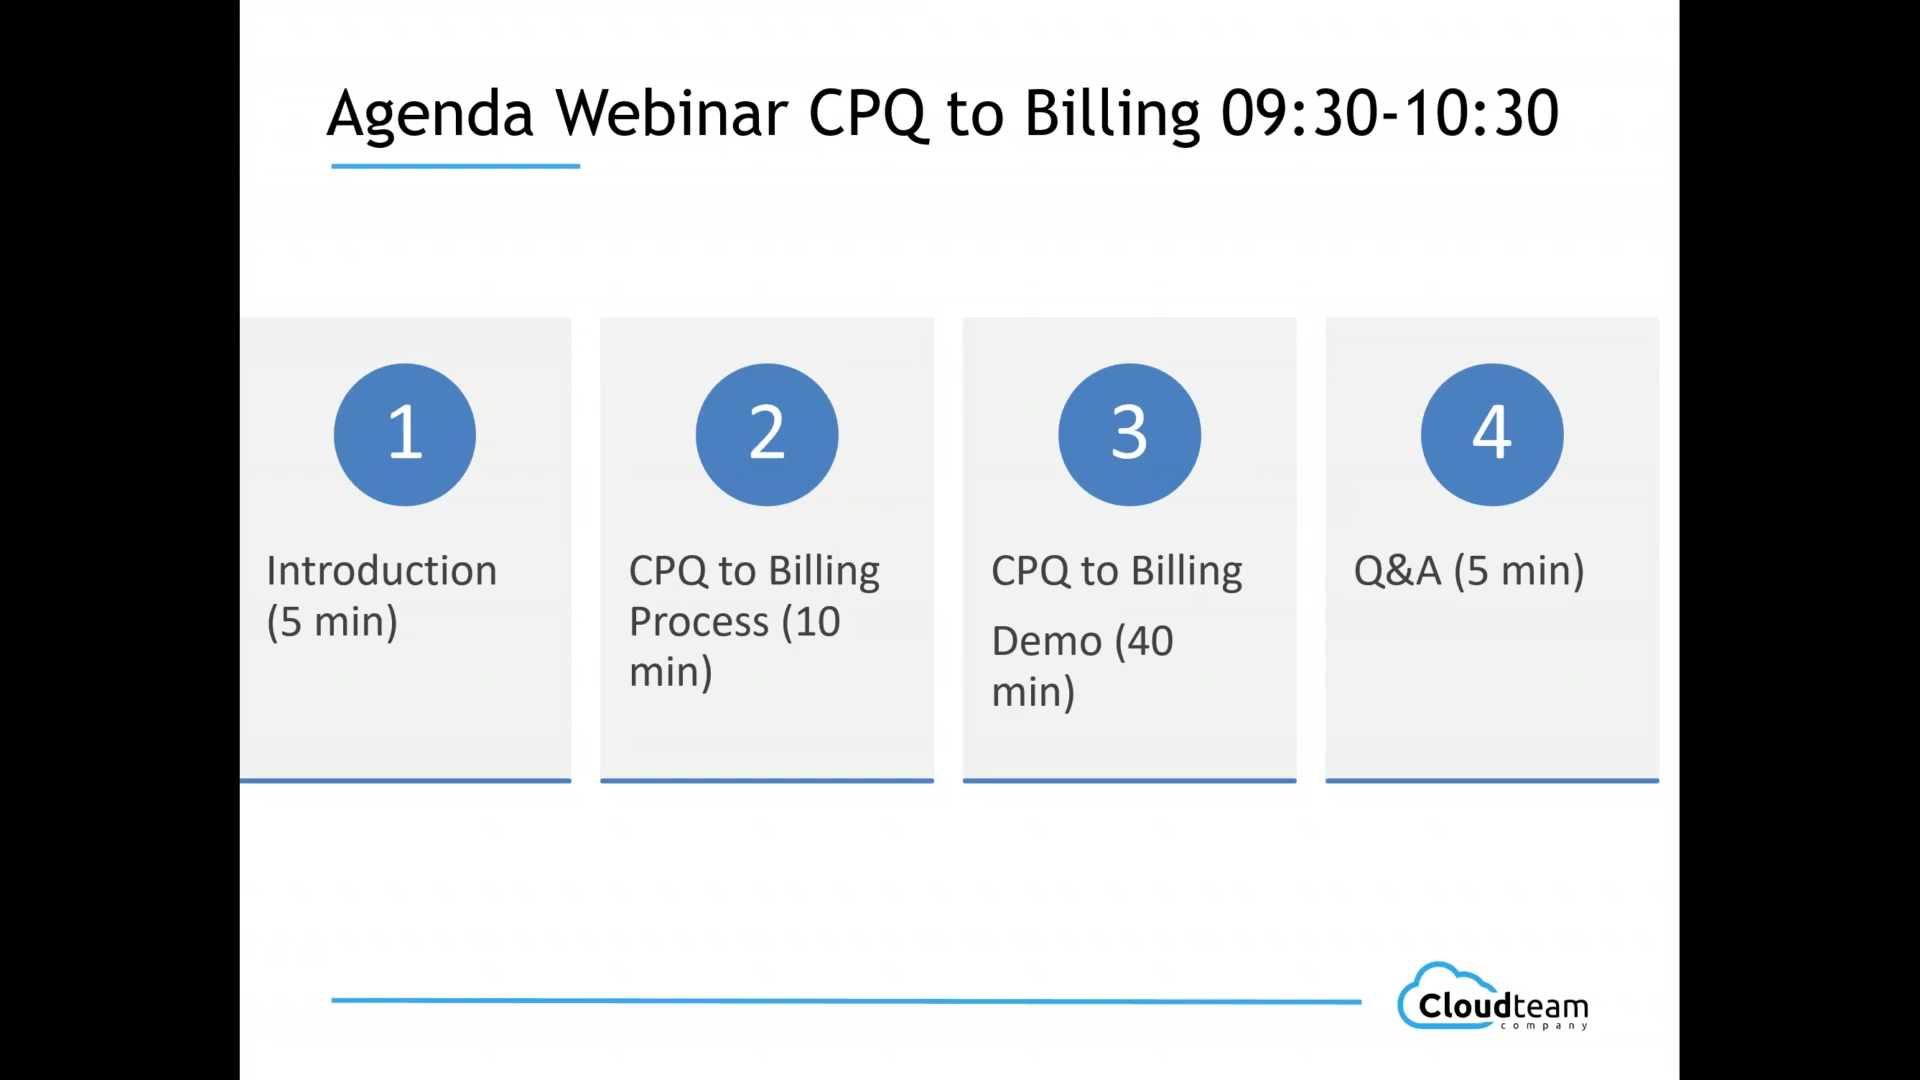 Agenda Webinar CPQ to Billing 09:30-10:30
1
Introduction
(5 min)
2
CPQ to Billing
Process (10
min)
3
CPQ to Billing
Demo (40
min)
4
Q&A (5 min)
Cloudteam
company